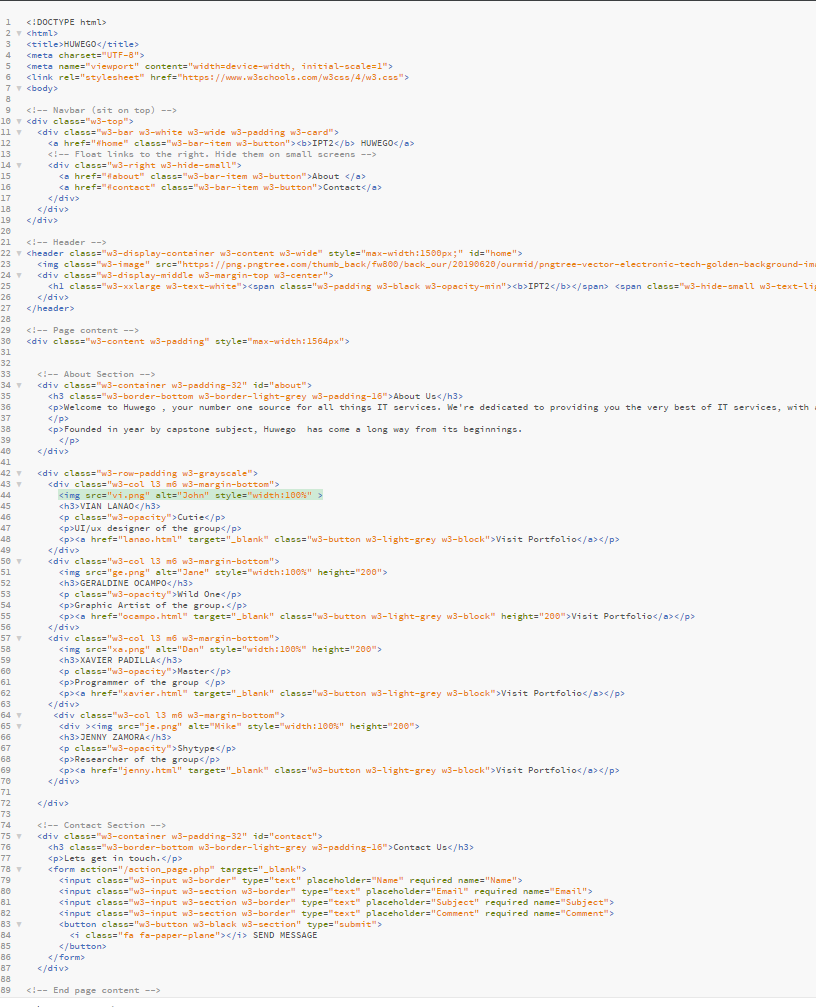 1 <!DOCTYPE html>
2 <html>
3 <title>HUWEGO</title>
4 <meta charset="UTF-8">
5 <meta name="viewport" content="width=device-width, initial-scale=1">
6 <link rel="stylesheet" href="https://www.w3schools.com/w3css/4/w3.css">
7 <body>
8
9 <!-- Navbar (sit on top) -->
10 <div class="w3-top">
11 <div class="w3-bar w3-white w3-wide w3-padding w3-card">
12 <a href="#home" class="w3-bar-item w3-button"><b>IPT2</b> HUWEGO</a>
13 <!-- Float links to the right. Hide them on small screens -->
14 <div class="w3-right w3-hide-small">
15 <a href="#about" class="w3-bar-item w3-button">About </a>
16 <a href="#contact" class="w3-bar-item w3-button">Contact</a>
17 </div>
18 </div>
19 </div>
20
21 <!-- Header -->
22 <header class="w3-display-container w3-content w3-wide" style="max-width:1500px;" id="home">
23 <img class="w3-image" src="https://png.pngtree.com/thumb_back/fw800/back_our/20190620/ourmid/pngtree-vector-electronic-tech-golden-background-im
24 <div class="w3-display-middle w3-margin-top w3-center">
25 <h1 class="w3-xxlarge w3-text-white"><span class="w3-padding w3-black w3-opacity-min"><b>IPT2</b></span> <span class="w3-hide-small w3-text-lig
26 </div>
27 </header>
28
29 <!-- Page content -->
30 <div class="w3-content w3-padding" style="max-width:1564px">
31
32
33 <!-- About Section -->
34 <div class="w3-container w3-padding-32" id="about">
35 <h3 class="w3-border-bottom w3-border-light-grey w3-padding-16">About Us</h3>
36 <p>Welcome to Huwego , your number one source for all things IT services. We're dedicated to providing you the very best of IT services, with
37 </p>
38 <p>Founded in year by capstone subject, Huwego  has come a long way from its beginnings.
39 </p>
40 </div>
41
42 <div class="w3-row-padding w3-grayscale">
43 <div class="w3-col l3 m6 w3-margin-bottom">
44 <img src="vi.png" alt="John" style="width:100%" >
45 <h3>VIAN LANAO</h3>
46 <p class="w3-opacity">Cutie</p>
47 <p>UI/ux designer of the group</p>
48 <p><a href="lanao.html" target="_blank" class="w3-button w3-light-grey w3-block">Visit Portfolio</a></p>
49 </div>
50 <div class="w3-col l3 m6 w3-margin-bottom">
51 <img src="ge.png" alt="Jane" style="width:100%" height="200">
52 <h3>GERALDINE OCAMPO</h3>
53 <p class="w3-opacity">Wild One</p>
54 <p>Graphic Artist of the group.</p>
55 <p><a href="ocampo.html" target="_blank" class="w3-button w3-light-grey w3-block" height="200">Visit Portfolio</a></p>
56 </div>
57 <div class="w3-col l3 m6 w3-margin-bottom">
58 <img src="xa.png" alt="Dan" style="width:100%" height="200">
59 <h3>XAVIER PADILLA</h3>
60 <p class="w3-opacity">Master</p>
61 <p>Programmer of the group </p>
62 <p><a href="xavier.html" target="_blank" class="w3-button w3-light-grey w3-block">Visit Portfolio</a></p>
63 </div>
64 <div class="w3-col l3 m6 w3-margin-bottom">
65 <div ><img src="je.png" alt="Mike" style="width:100%" height="200">
66 <h3>JENNY ZAMORA</h3>
67 <p class="w3-opacity">Shytype</p>
68 <p>Researcher of the group</p>
69 <p><a href="jenny.html" target="_blank" class="w3-button w3-light-grey w3-block">Visit Portfolio</a></p>
70 </div>
71
72 </div>
73
74 <!-- Contact Section -->
75 <div class="w3-container w3-padding-32" id="contact">
76 <h3 class="w3-border-bottom w3-border-light-grey w3-padding-16">Contact Us</h3>
77 <p>Lets get in touch.</p>
78 <form action="/action_page.php" target="_blank">
79 <input class="w3-input w3-border" type="text" placeholder="Name" required name="Name">
80 <input class="w3-input w3-section w3-border" type="text" placeholder="Email" required name="Email">
81 <input class="w3-input w3-section w3-border" type="text" placeholder="Subject" required name="Subject">
82 <input class="w3-input w3-section w3-border" type="text" placeholder="Comment" required name="Comment">
83 <button class="w3-button w3-black w3-section" type="submit">
84 <i class="fa fa-paper-plane"></i> SEND MESSAGE
85 </button>
86 </form>
87 </div>
88
89 <!-- End page content -->